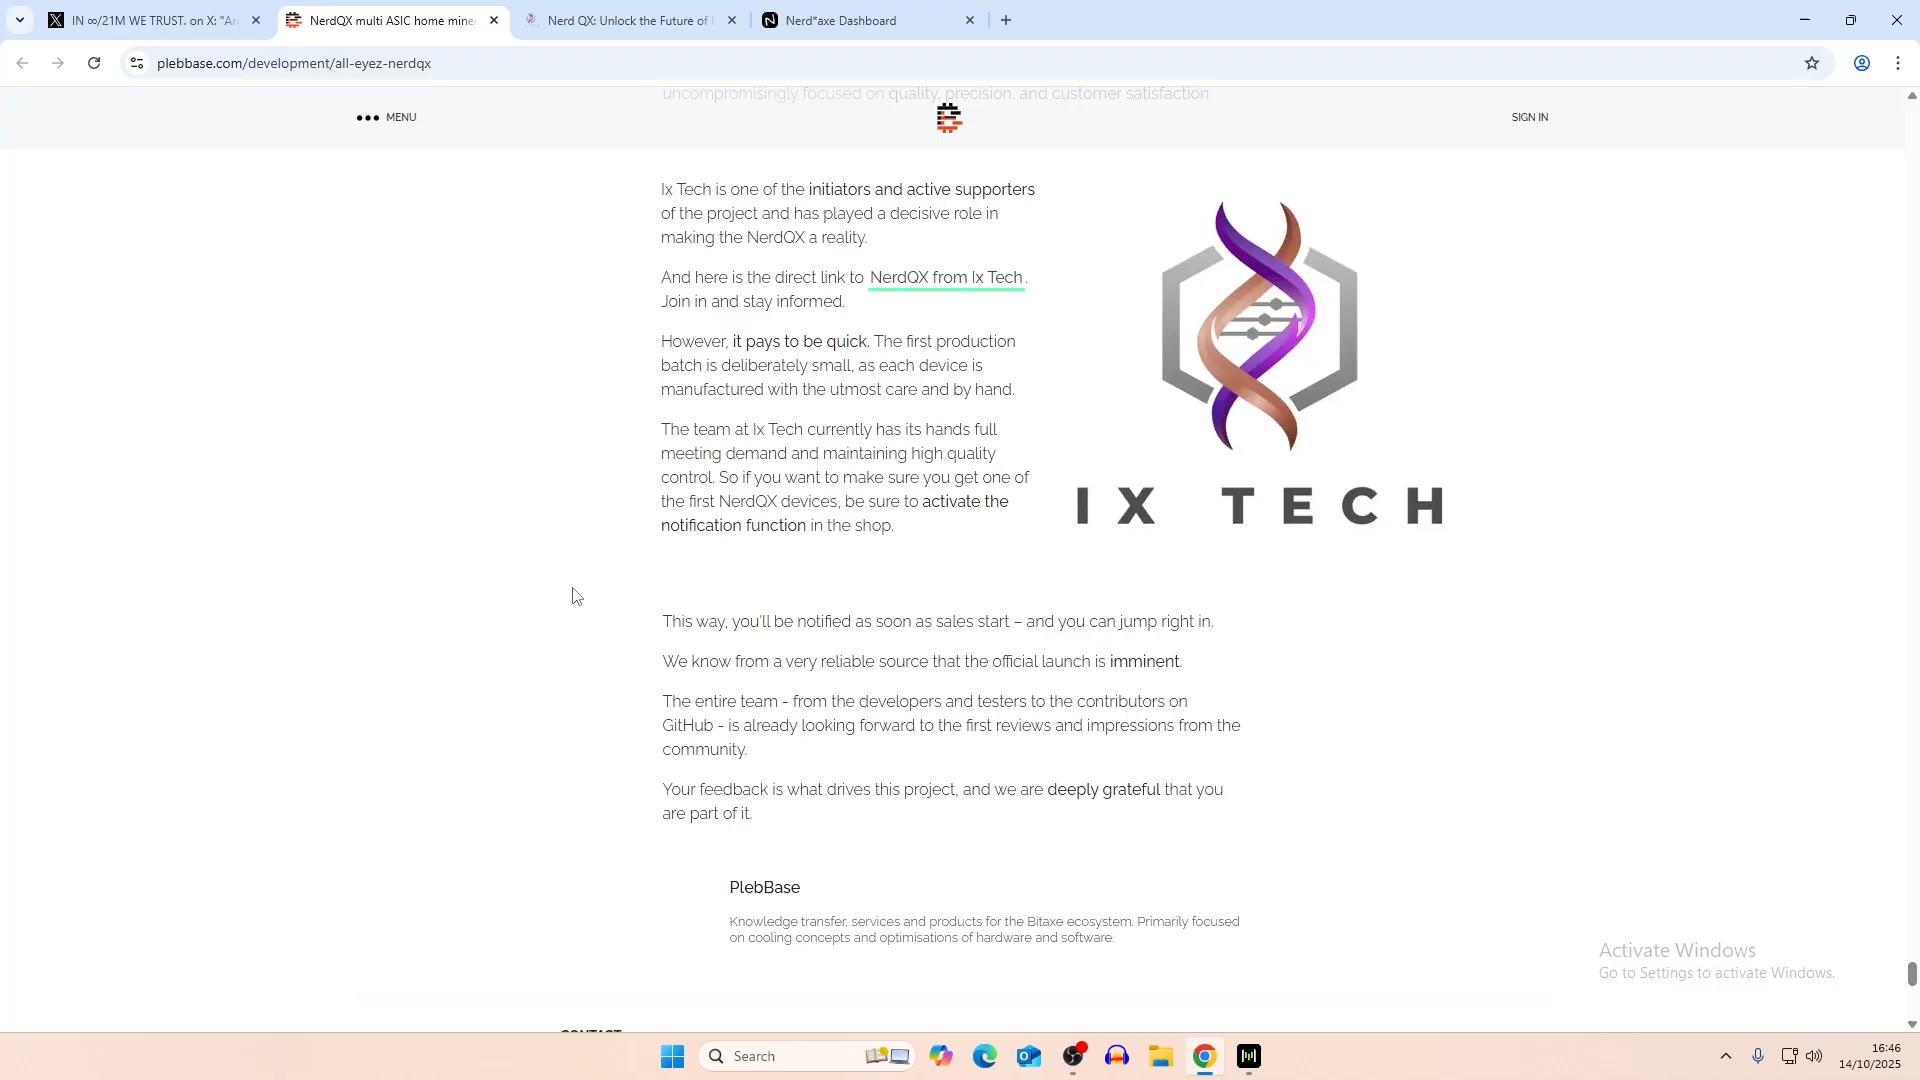 IN ∞/21M WE TRUST. on X: "Ar
NerdQX multi ASIC home mine
Nerd QX: Unlock the Future of
Nerd*axe Dashboard
plebbase.com/development/all-eyez-nerdqx
uncompromisingly focused on quality, precision, and customer satisfaction.
MENU
SIGN IN
Ix Tech is one of the initiators and active supporters
of the project and has played a decisive role in
making the NerdQX a reality.
And here is the direct link to NerdQX from Ix Tech.
Join in and stay informed.
However, it pays to be quick. The first production
batch is deliberately small, as each device is
manufactured with the utmost care and by hand.
The team at Ix Tech currently has its hands full
meeting demand and maintaining high quality
control. So if you want to make sure you get one of
the first NerdQX devices, be sure to activate the
notification function in the shop.
IX TECH
This way, you'll be notified as soon as sales start – and you can jump right in.
We know from a very reliable source that the official launch is imminent.
The entire team - from the developers and testers to the contributors on
GitHub - is already looking forward to the first reviews and impressions from the
community.
Your feedback is what drives this project, and we are deeply grateful that you
are part of it.
PlebBase
Knowledge transfer, services and products for the Bitaxe ecosystem. Primarily focused
on cooling concepts and optimisations of hardware and software.
Activate Windows
Go to Settings to activate Windows.
CONTACT
Search
16:46
14/10/2025